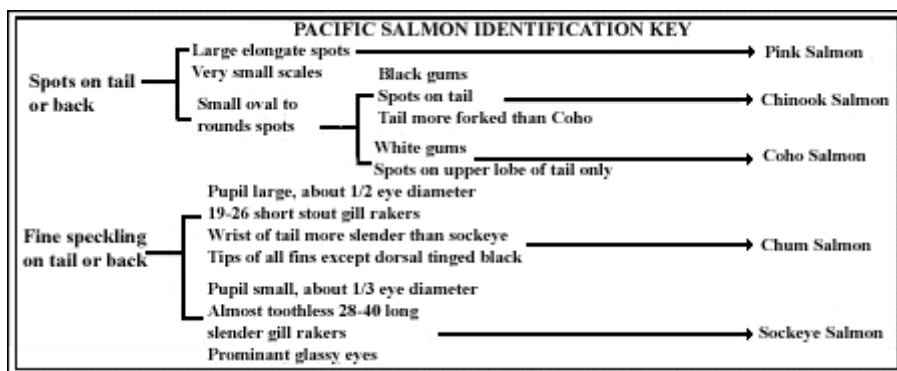 PACIFIC SALMON IDENTIFICATION KEY
Spots on tail
or back
Large elongate spots
Very small scales
Pink Salmon
Small oval to
rounds spots
Black gums
Spots on tail
Tail more forked than Coho
Chinook Salmon
White gums
Spots on upper lobe of tail only
Coho Salmon
Fine speckling
on tail or back
Pupil large, about 1/2 eye diameter
19-26 short stout gill rakers
Wrist of tail more slender than sockeye
Tips of all fins except dorsal tinged black
Chum Salmon
Pupil small, about 1/3 eye diameter
Almost toothless 28-40 long
slender gill rakers
Prominant glassy eyes
Sockeye Salmon